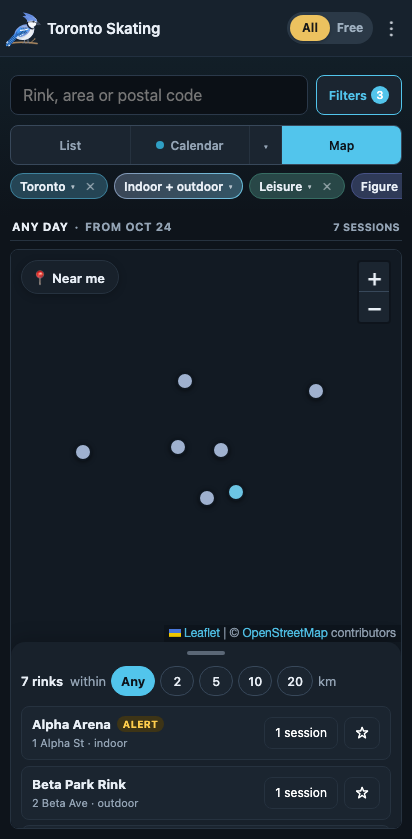 Toronto Skating
All Free
Rink, area or postal code
Filters 3
List
Calendar
Map
Toronto
Indoor + outdoor
Leisure
Figure
ANY DAY · FROM OCT 24
7 SESSIONS
Near me
+
−
Leaflet | © OpenStreetMap contributors
7 rinks within Any 2 5 10 20 km
Alpha Arena ALERT
1 Alpha St · indoor
1 session
Beta Park Rink
2 Beta Ave · outdoor
1 session